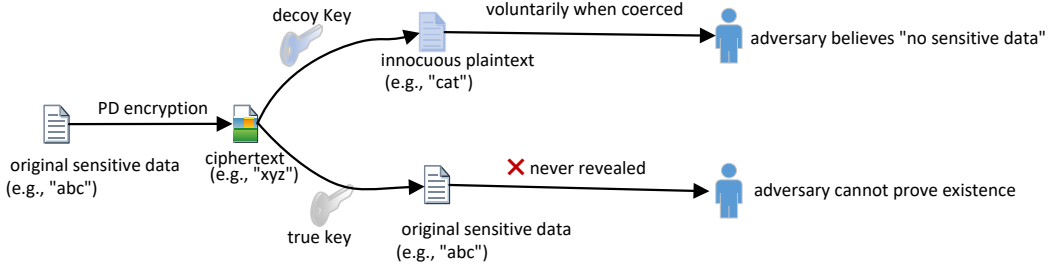 decoy Key
voluntarily when coerced
adversary believes "no sensitive data"
innocuous plaintext
(e.g., "cat")
PD encryption
original sensitive data
(e.g., "abc")
ciphertext
(e.g., "xyz")
true key
never revealed
original sensitive data
(e.g., "abc")
adversary cannot prove existence